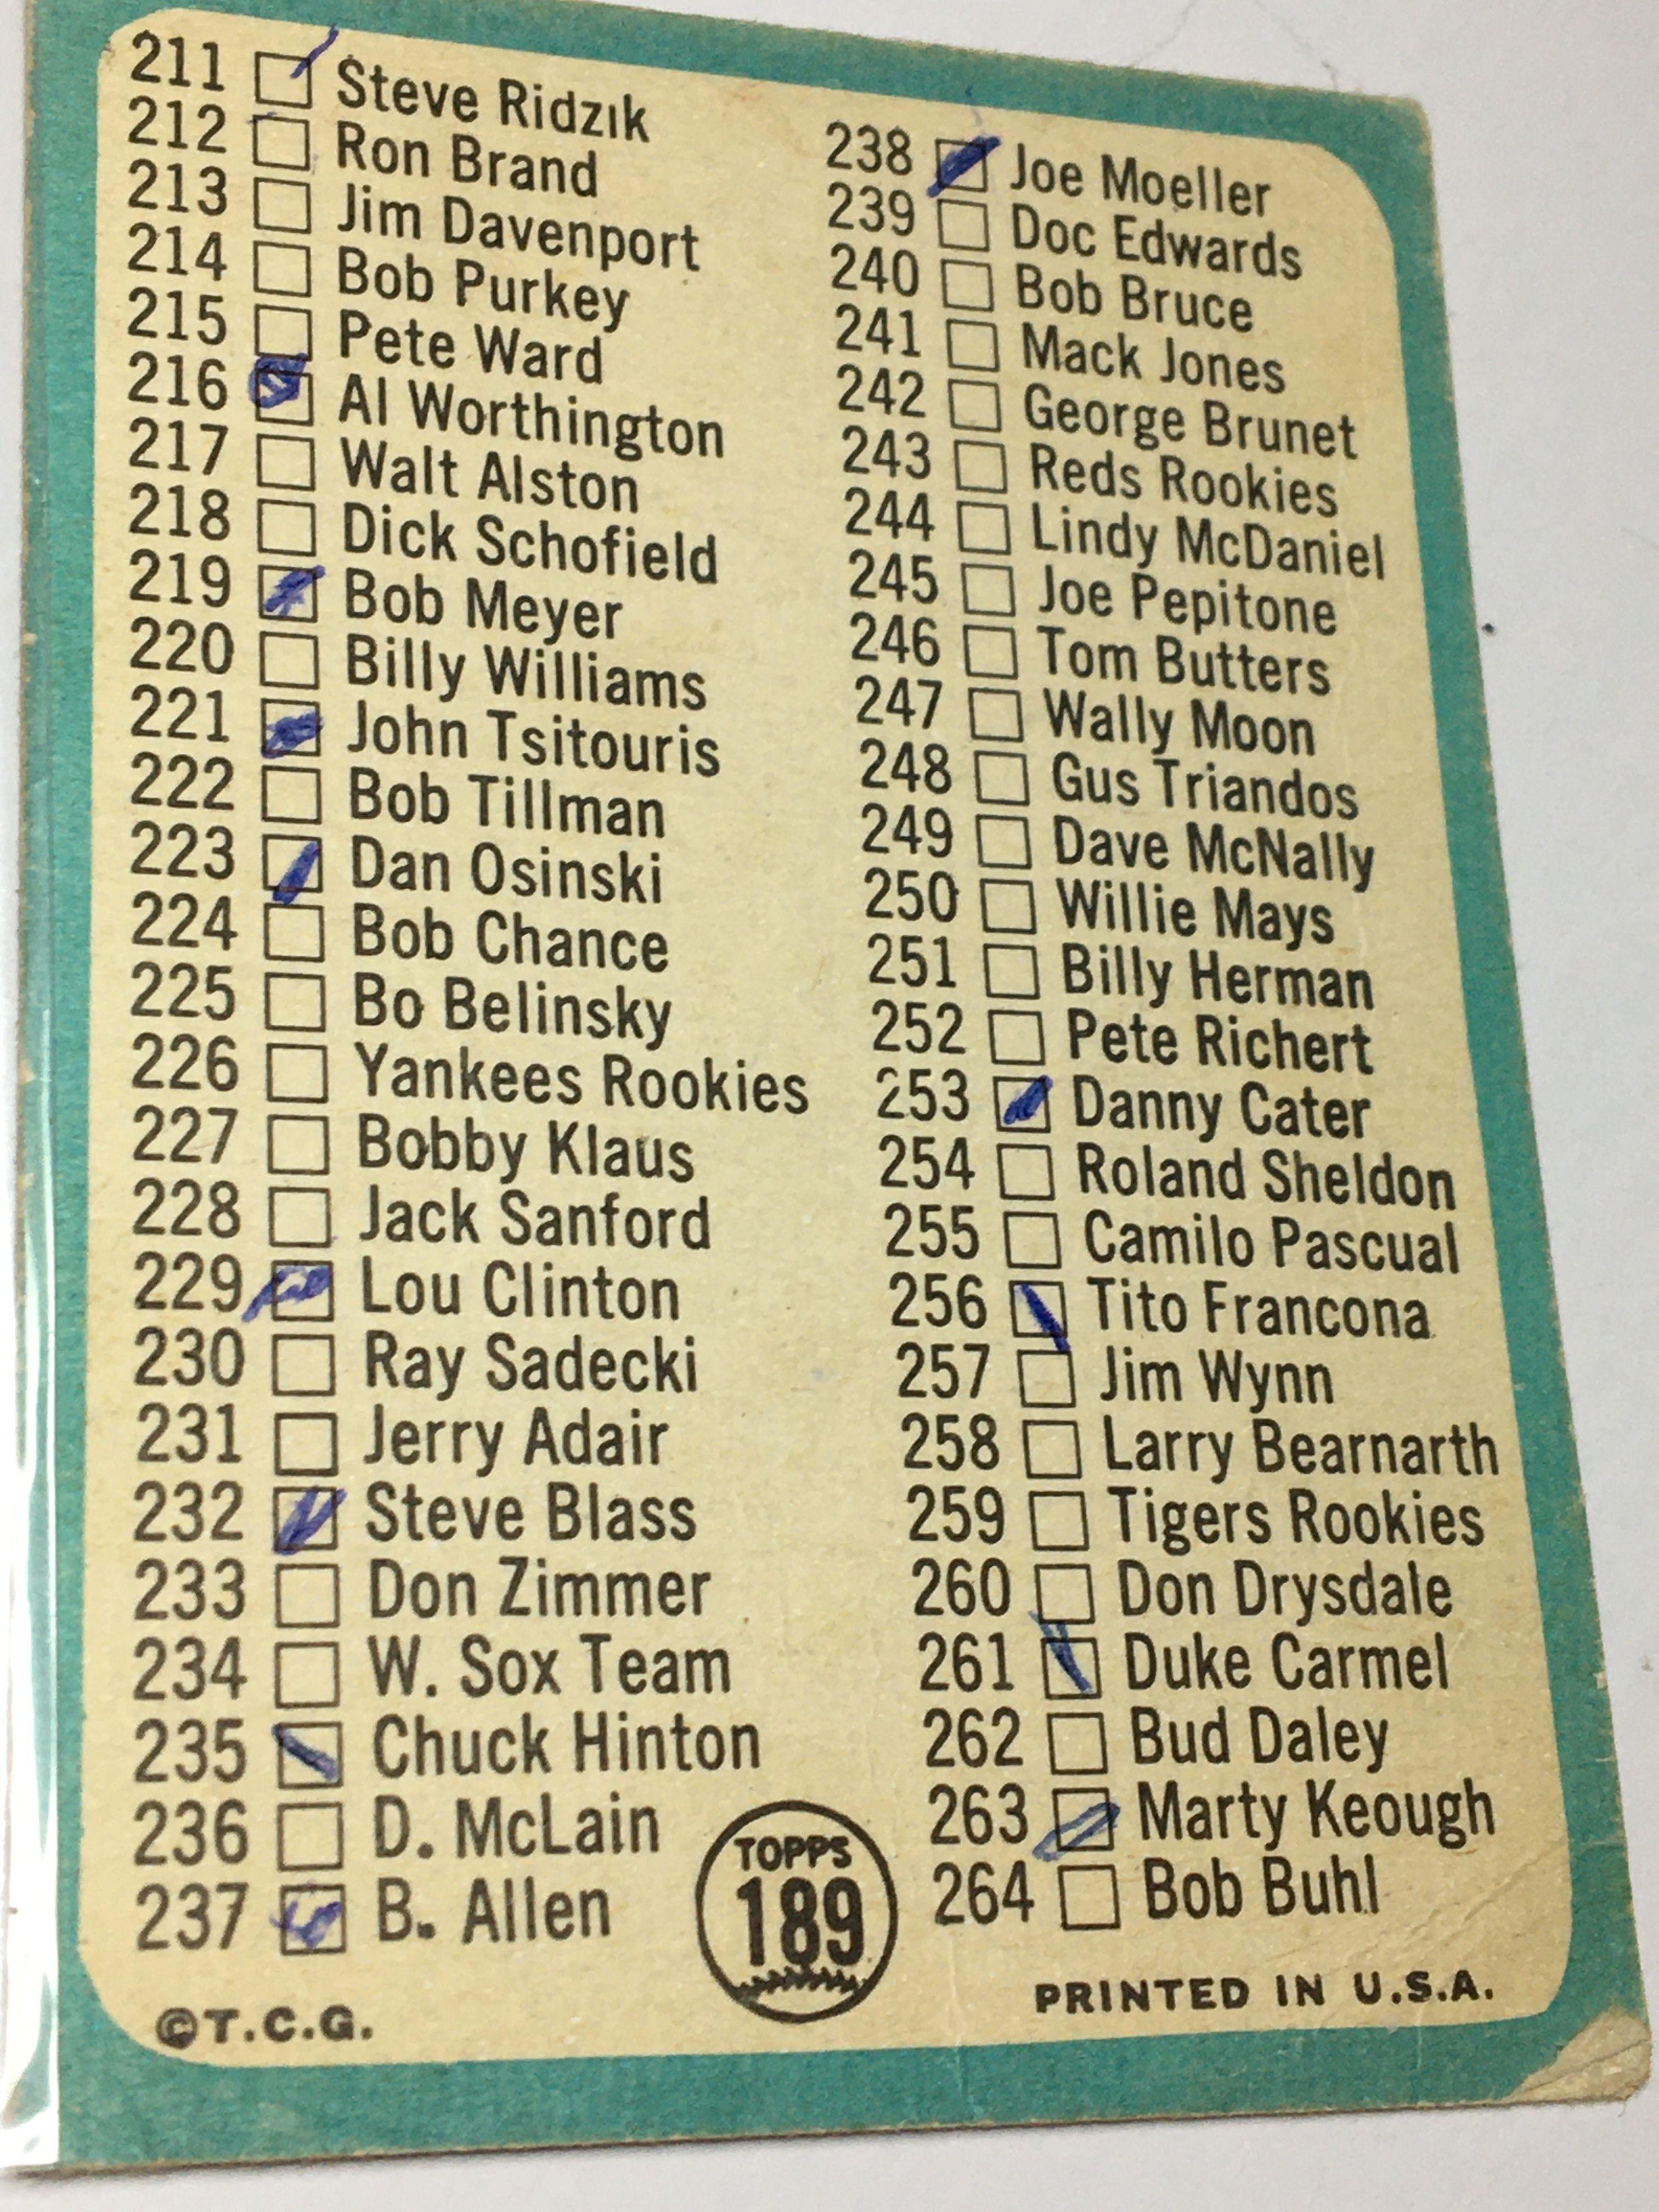 211 Steve Ridzik
212 Ron Brand
213 Jim Davenport
214 Bob Purkey
215 Pete Ward
216 Al Worthington
217 Walt Alston
218 Dick Schofield
219 Bob Meyer
220 Billy Williams
221 John Tsitouris
222 Bob Tillman
223 Dan Osinski
224 Bob Chance
225 Bo Belinsky
226 Yankees Rookies
227 Bobby Klaus
228 Jack Sanford
229 Lou Clinton
230 Ray Sadecki
231 Jerry Adair
232 Steve Blass
233 Don Zimmer
234 W. Sox Team
235 Chuck Hinton
236 D. McLain
237 B. Allen
©T.C.G.
TOPPS
189
238 Joe Moeller
239 Doc Edwards
240 Bob Bruce
241 Mack Jones
242 George Brunet
243 Reds Rookies
244 Lindy McDaniel
245 Joe Pepitone
246 Tom Butters
247 Wally Moon
248 Gus Triandos
249 Dave McNally
250 Willie Mays
251 Billy Herman
252 Pete Richert
253 Danny Cater
254 Roland Sheldon
255 Camilo Pascual
256 Tito Francona
257 Jim Wynn
258 Larry Bearnarth
259 Tigers Rookies
260 Don Drysdale
261 Duke Carmel
262 Bud Daley
263 Marty Keough
264 Bob Buhl
PRINTED IN U.S.A.